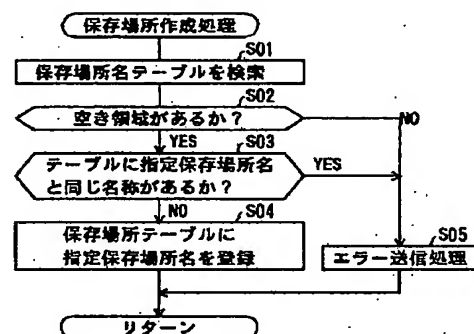 保存場所作成処理
S01
保存場所名テーブルを検索
S02
空き領域があるか?
NO
YES
S03
テーブルに指定保存場所名
と同じ名称があるか?
YES
NO
S04
保存場所テーブルに
指定保存場所名を登録
S05
エラー送信処理
リターン